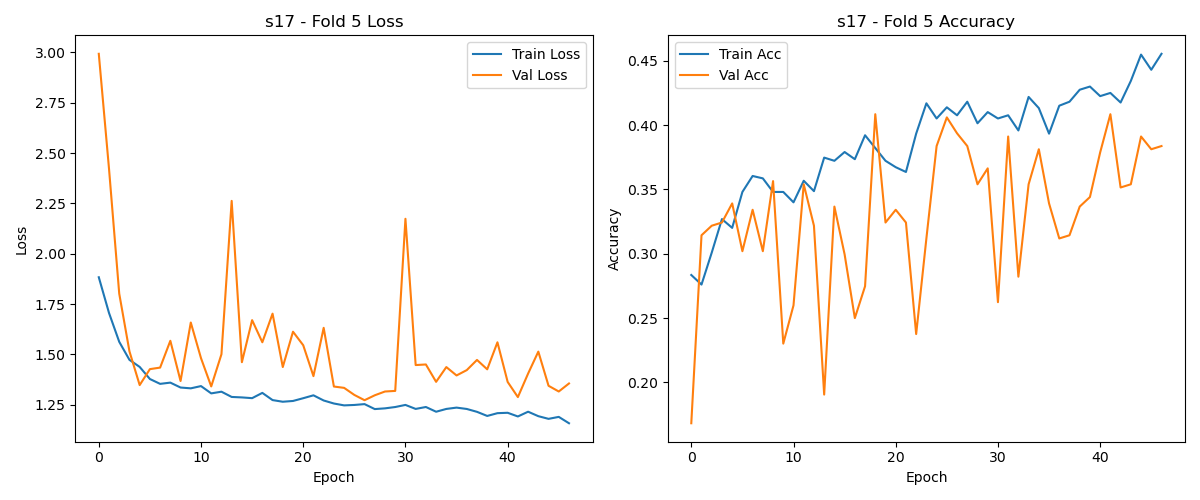 s17 - Fold 5 Loss
3.00
2.75
2.50
2.25
2.00
1.75
1.50
1.25
Loss
0
10
20
30
40
Epoch
Train Loss
Val Loss
s17 - Fold 5 Accuracy
0.45
0.40
0.35
0.30
0.25
0.20
Accuracy
0
10
20
30
40
Epoch
Train Acc
Val Acc